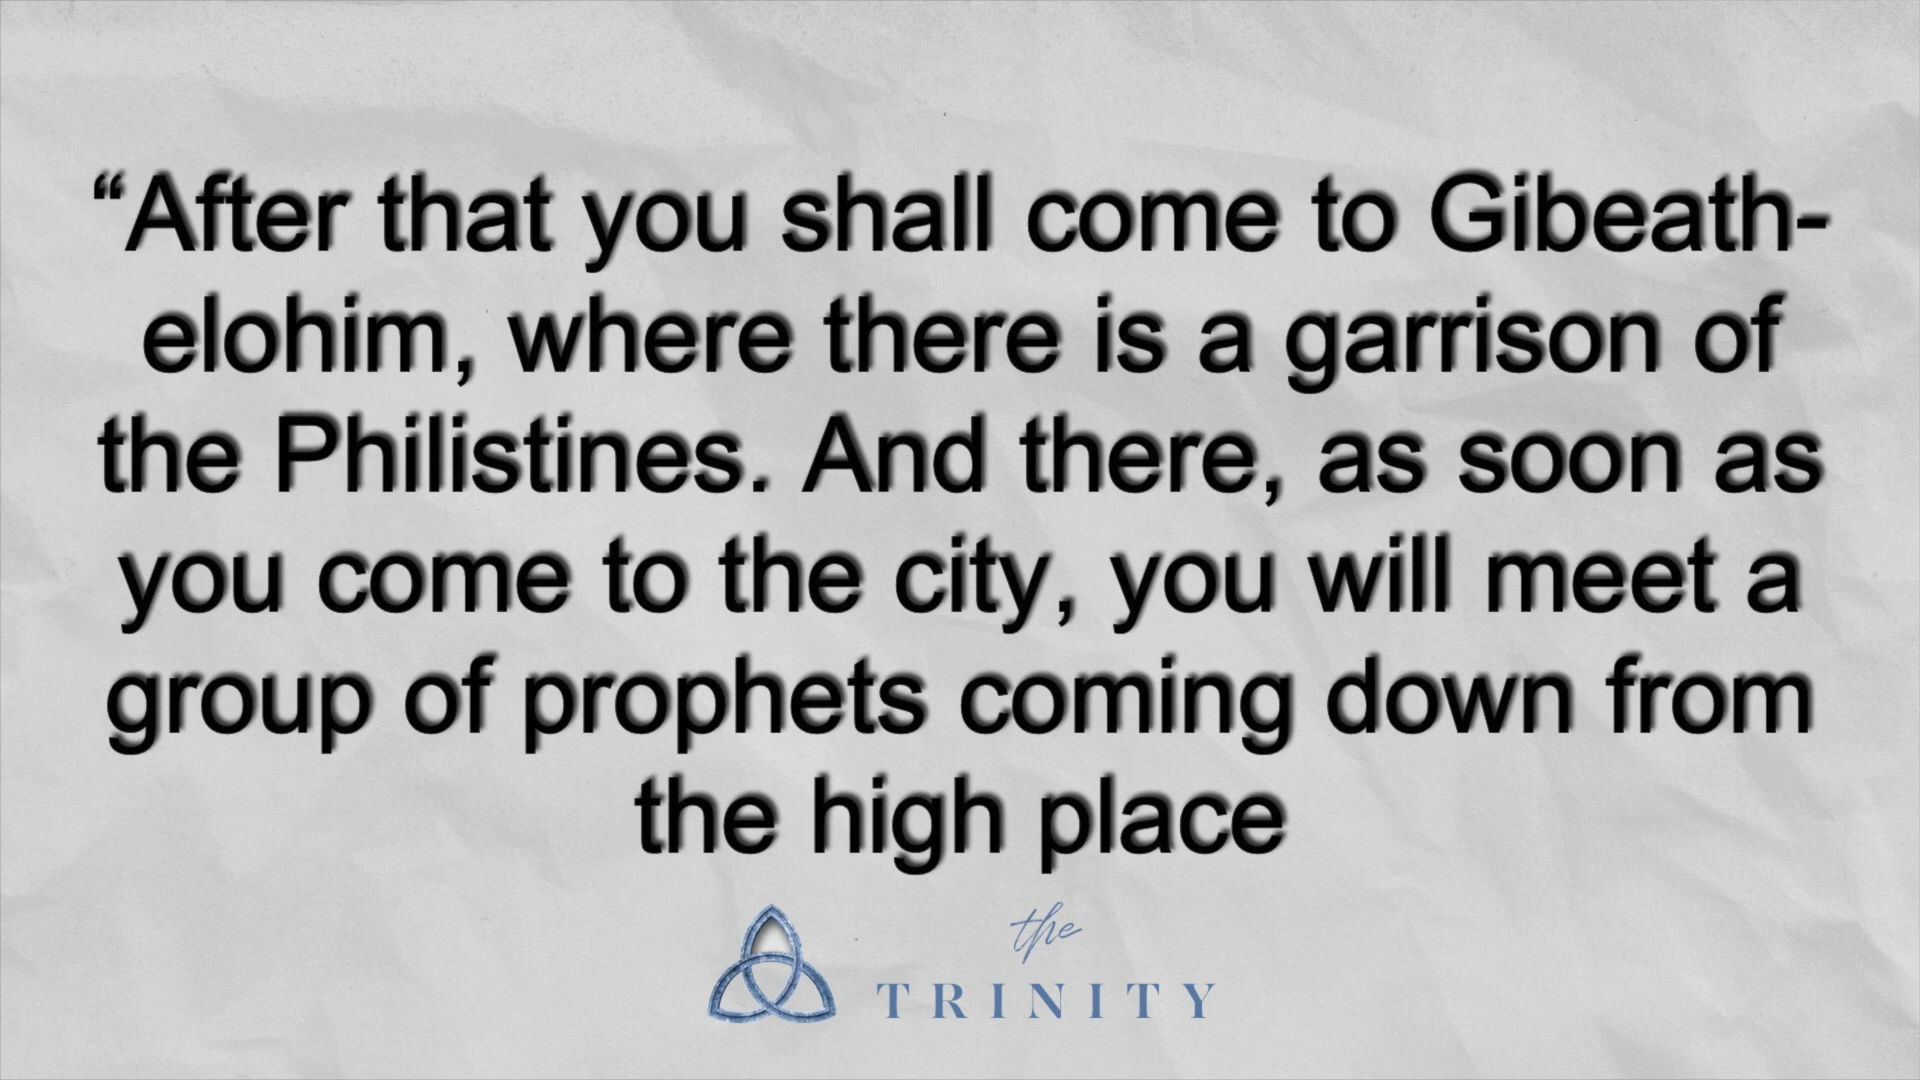 “After that you shall come to Gibeath-
elohim, where there is a garrison of
the Philistines. And there, as soon as
you come to the city, you will meet a
group of prophets coming down from
the high place
the
TRINITY